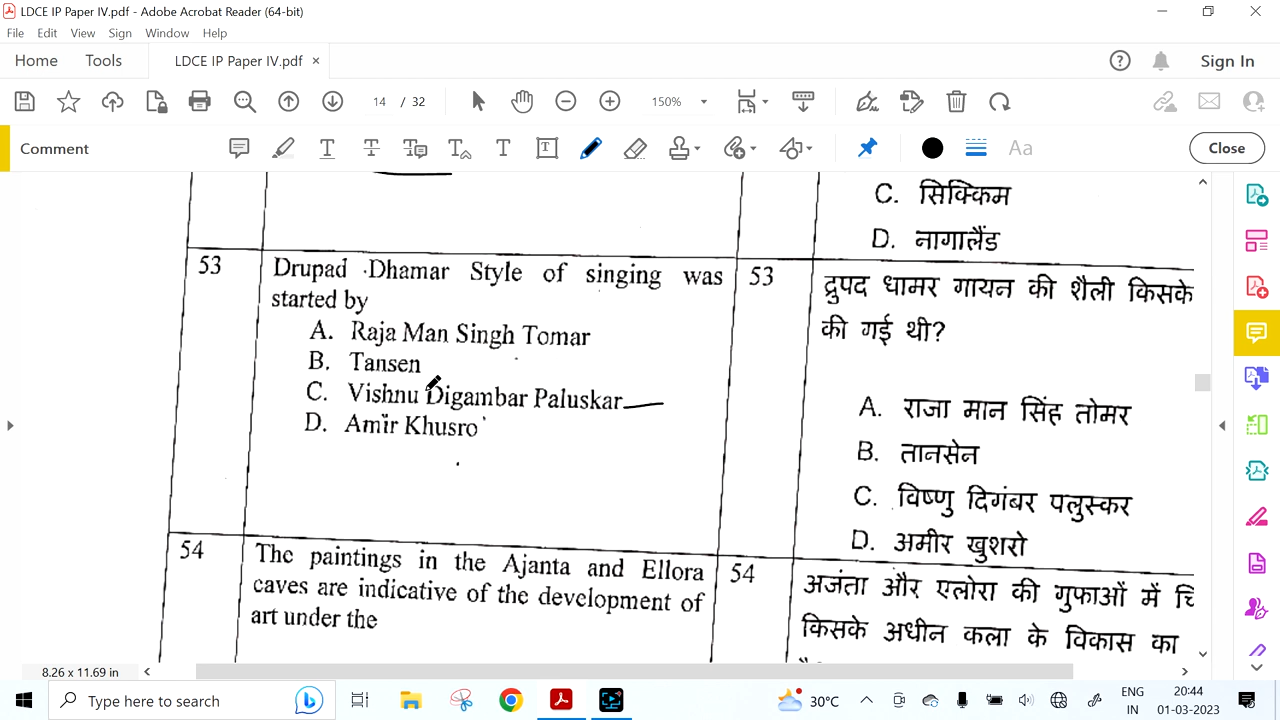 LDCE IP Paper IV.pdf - Adobe Acrobat Reader (64-bit)
File Edit View Sign Window Help
Home Tools LDCE IP Paper IV.pdf × Sign In
14 / 32 150%
Comment Aa Close
C. सिक्किम
D. नागालैंड
53 Drupad Dhamar Style of singing was
started by
A. Raja Man Singh Tomar
B. Tansen
C. Vishnu Digambar Paluskar
D. Amir Khusro
53 द्रुपद धामर गायन की शैली किसके
की गई थी?
A. राजा मान सिंह तोमर
B. तानसेन
C. विष्णु दिगंबर पलुस्कर
D. अमीर खुशरो
54 The paintings in the Ajanta and Ellora
caves are indicative of the development of
art under the
54 अजंता और एलोरा की गुफाओं में
किसके अधीन कला के विकास का
8.26 x 11.69 in
Type here to search 30°C ENG 20:44
IN 01-03-2023